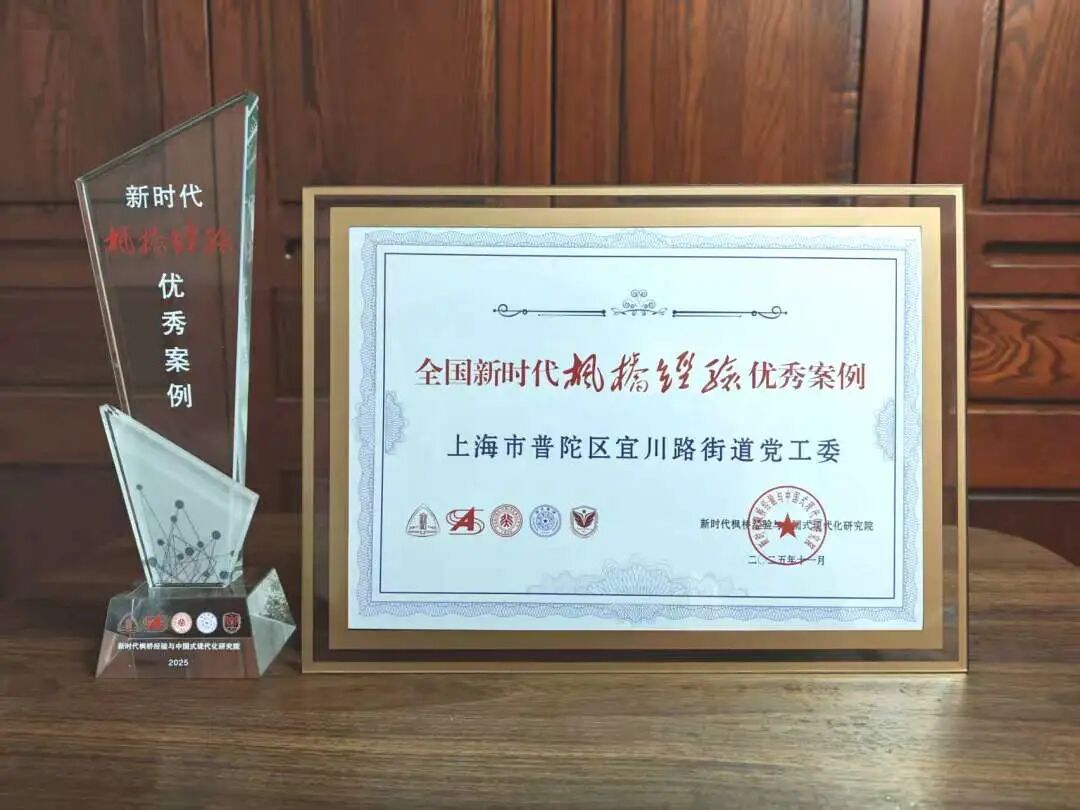 新时代
枫桥经验
优
秀
案
例
新时代枫桥经验与中国式现代化研究院
2025
全国新时代枫桥经验优秀案例
上海市普陀区宜川路街道党工委
新时代枫桥经验与中国式现代化研究院
二〇二五年十一月